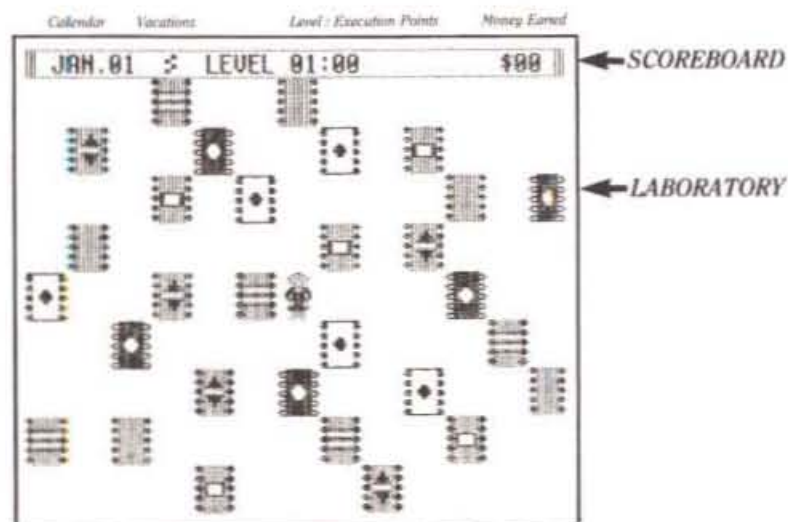 Calendar Vacations Level : Execution Points Money Earned
JAN.01 LEVEL 01:00 $00
SCOREBOARD
LABORATORY